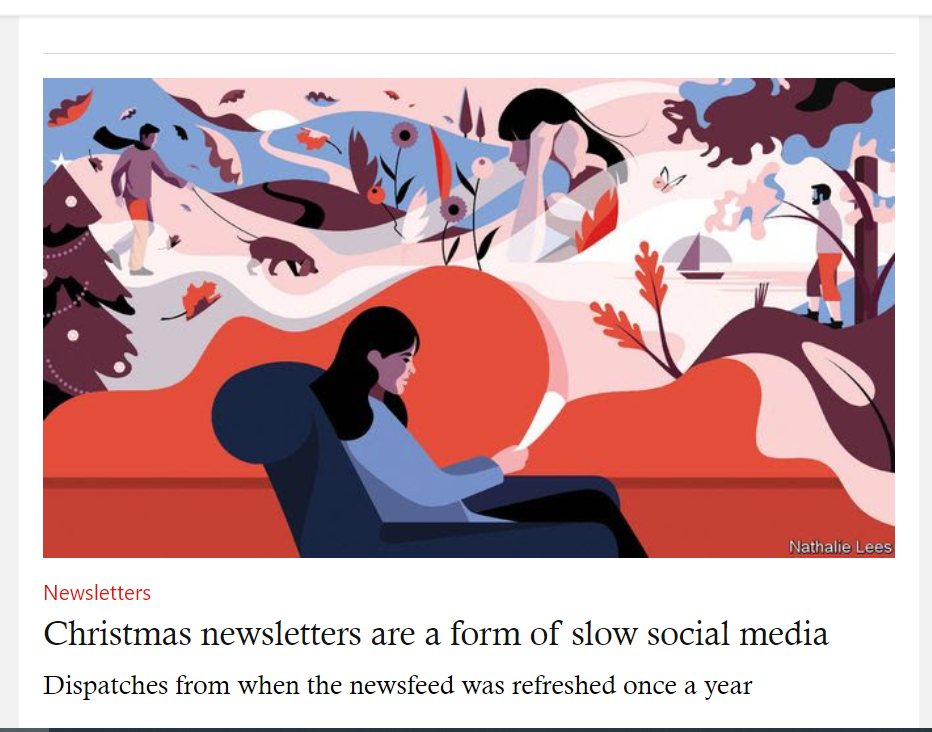 Nathalie Lees
Newsletters
Christmas newsletters are a form of slow social media
Dispatches from when the newsfeed was refreshed once a year